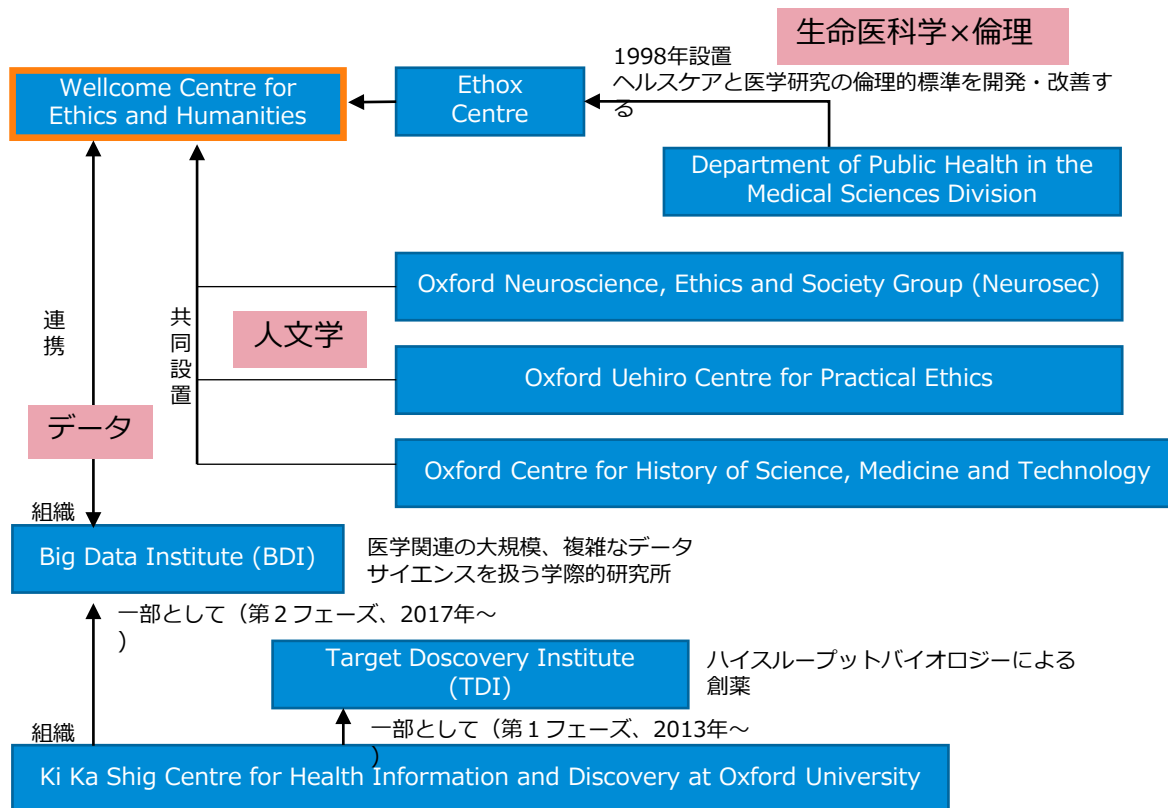 生命医科学×倫理
1998年設置
ヘルスケアと医学研究の倫理的標準を開発・改善す
る
Wellcome Centre for
Ethics and Humanities
Ethox
Centre
Department of Public Health in the
Medical Sciences Division
Oxford Neuroscience, Ethics and Society Group (Neurosec)
連携
共同設置
人文学
Oxford Uehiro Centre for Practical Ethics
データ
Oxford Centre for History of Science, Medicine and Technology
組織
Big Data Institute (BDI)
医学関連の大規模、複雑なデータ
サイエンスを扱う学際的研究所
一部として（第２フェーズ、2017年～
）
Target Doscovery Institute
(TDI)
ハイスループットバイオロジーによる
創薬
組織
一部として（第１フェーズ、2013年～
）
Ki Ka Shig Centre for Health Information and Discovery at Oxford University